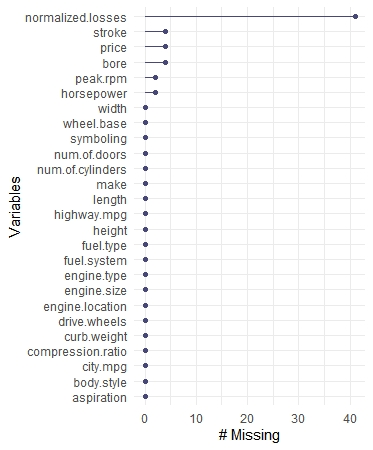 normalized.losses
stroke
price
bore
peak.rpm
horsepower
width
wheel.base
symboling
num.of.doors
num.of.cylinders
make
length
highway.mpg
height
fuel.type
fuel.system
engine.type
engine.size
engine.location
drive.wheels
curb.weight
compression.ratio
city.mpg
body.style
aspiration
Variables
0 10 20 30 40
# Missing